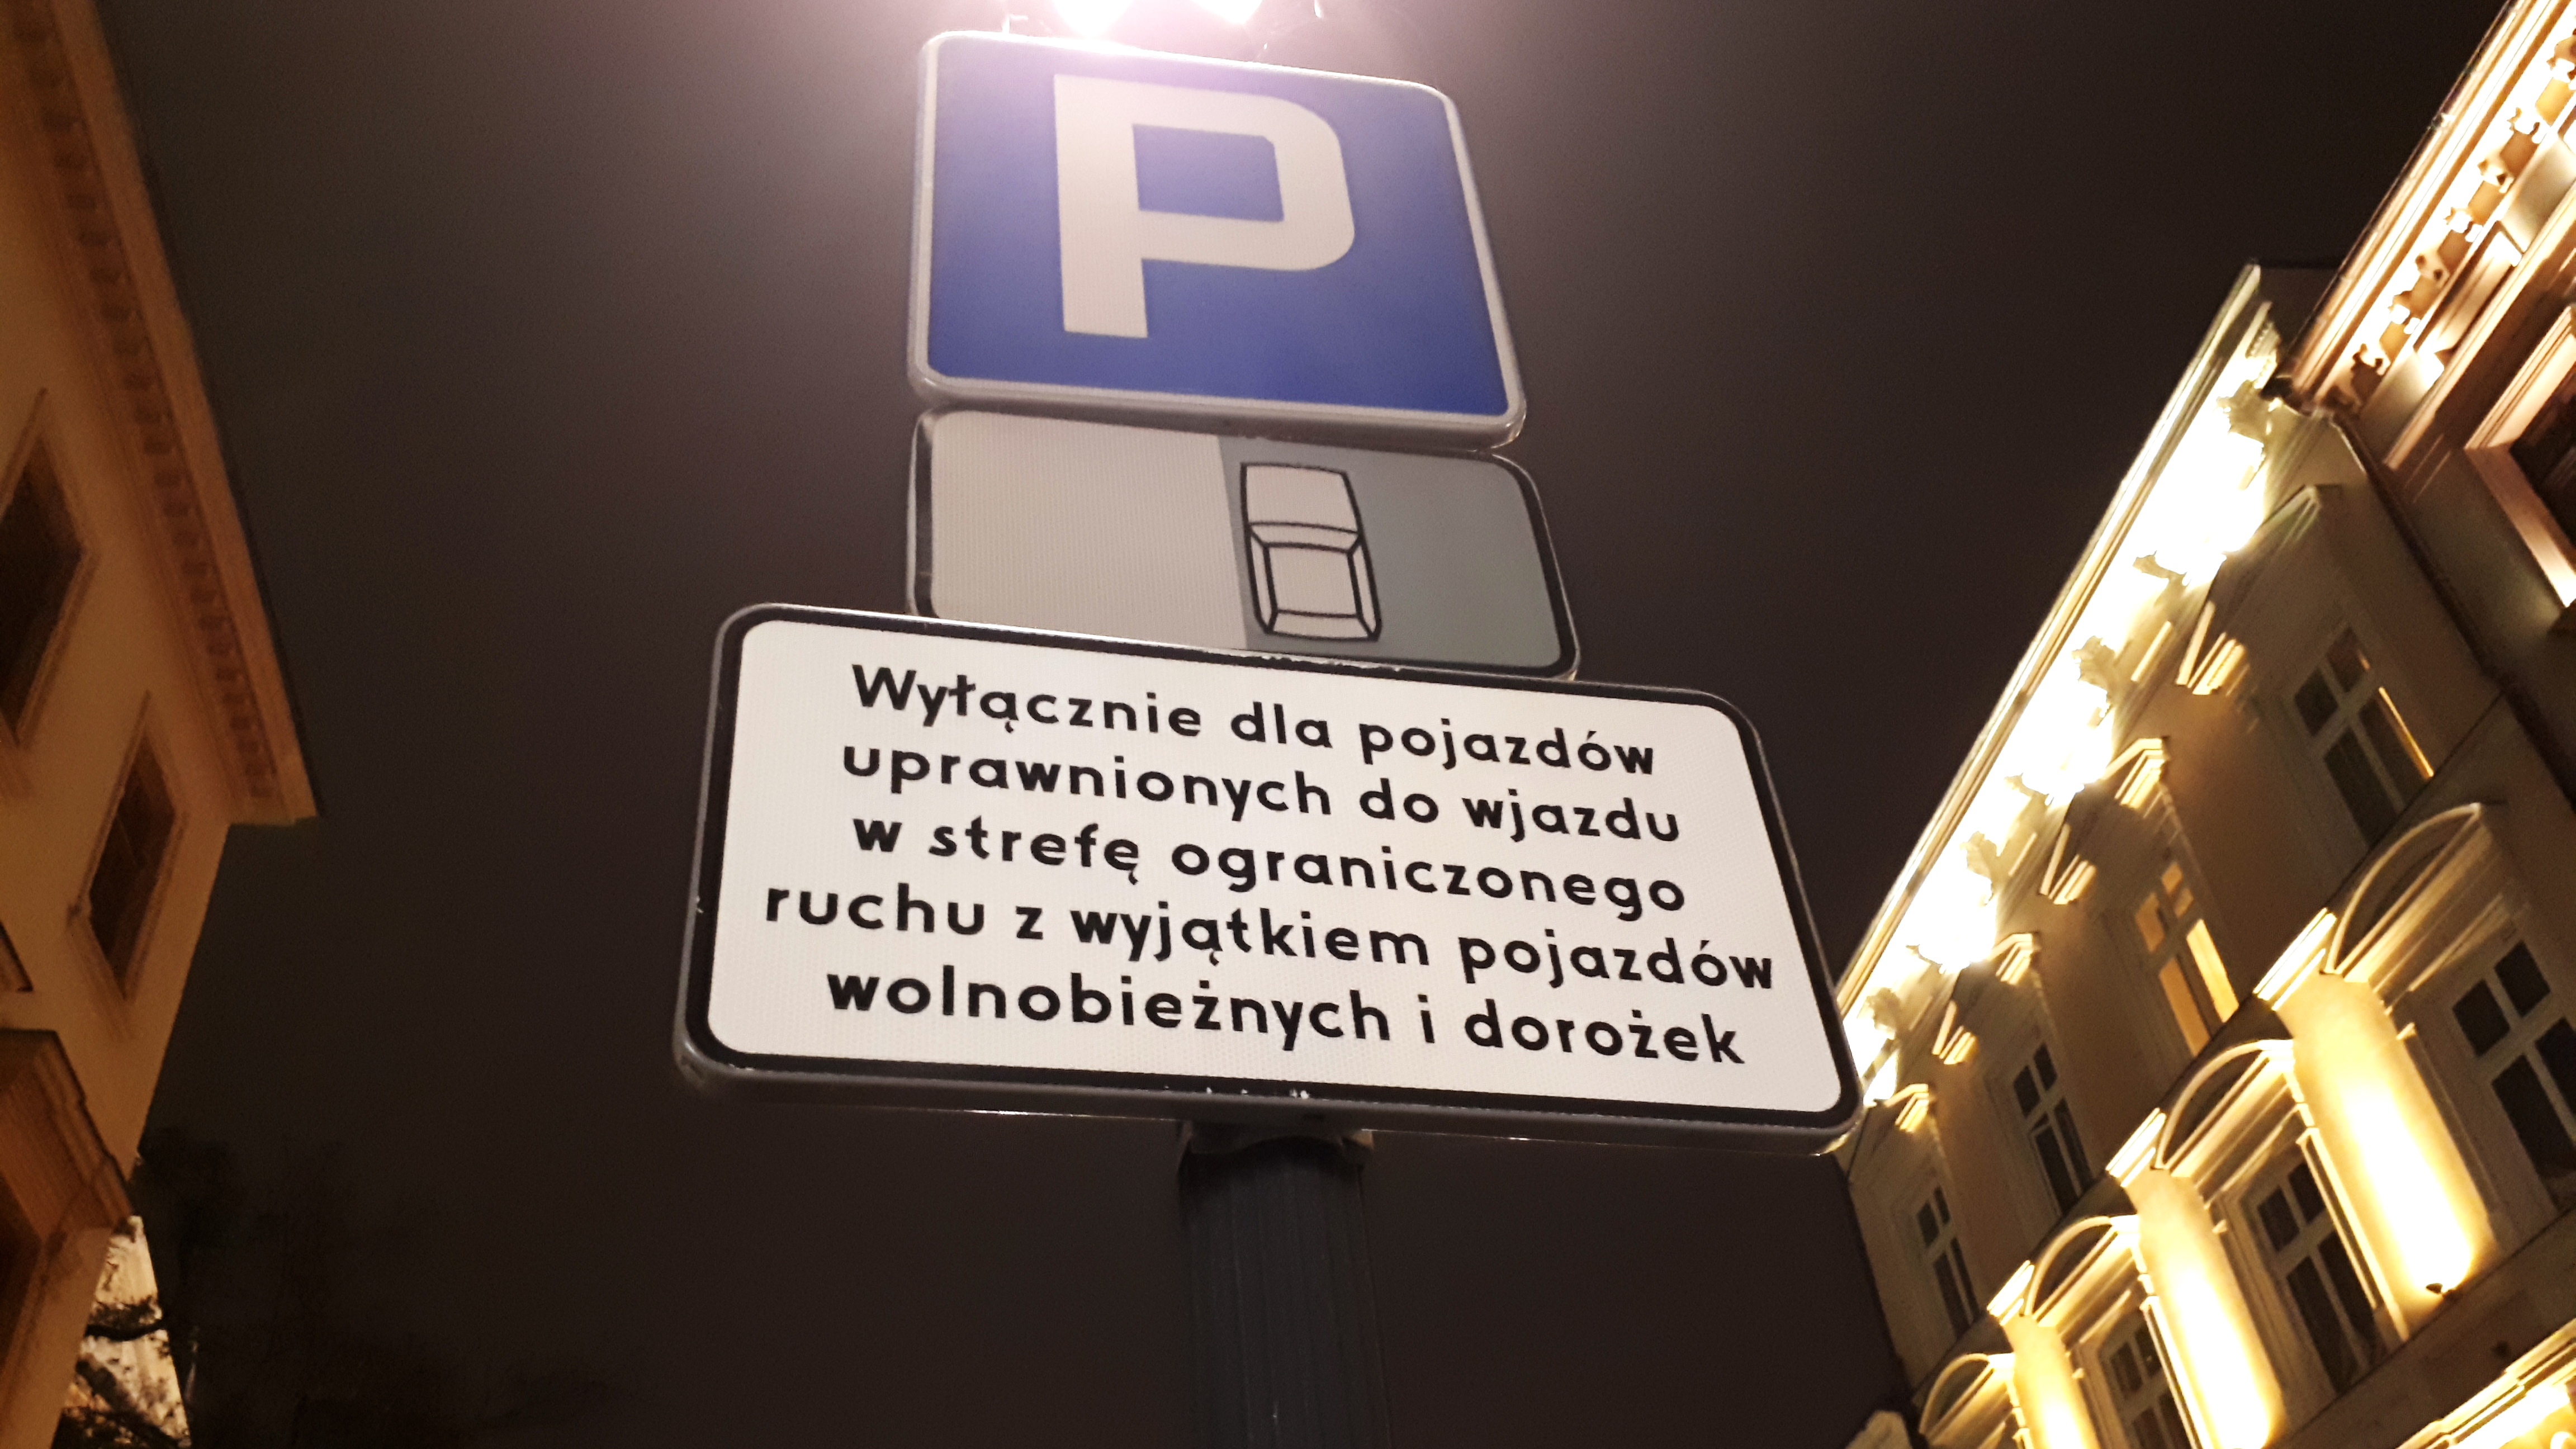 P
Wyłącznie dla pojazdów
uprawnionych do wjazdu
w strefę ograniczonego
ruchu z wyjątkiem pojazdów
wolnobieżnych i dorożek